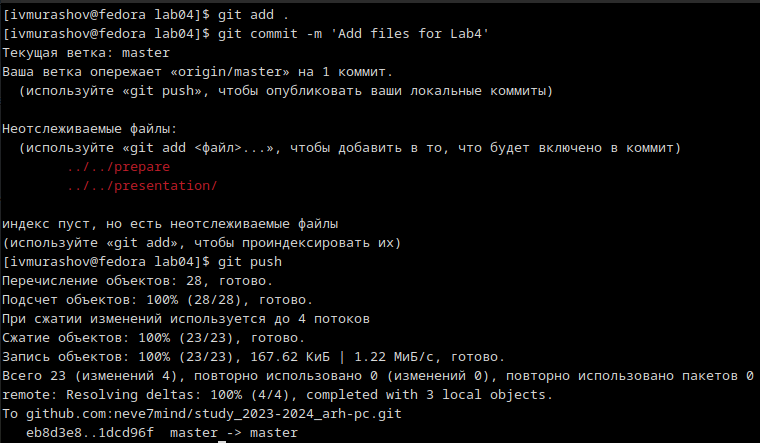 [ivmurashov@fedora lab04]$ git add .
[ivmurashov@fedora lab04]$ git commit -m 'Add files for Lab4'
Текущая ветка: master
Ваша ветка опережает «origin/master» на 1 коммит.
  (используйте «git push», чтобы опубликовать ваши локальные коммиты)

Неотслеживаемые файлы:
  (используйте «git add <файл>...», чтобы добавить в то, что будет включено в коммит)
        ../../prepare
        ../../presentation/

индекс пуст, но есть неотслеживаемые файлы
(используйте «git add», чтобы проиндексировать их)
[ivmurashov@fedora lab04]$ git push
Перечисление объектов: 28, готово.
Подсчет объектов: 100% (28/28), готово.
При сжатии изменений используется до 4 потоков
Сжатие объектов: 100% (23/23), готово.
Запись объектов: 100% (23/23), 167.62 КиБ | 1.22 МиБ/с, готово.
Всего 23 (изменений 4), повторно использовано 0 (изменений 0), повторно использовано пакетов 0
remote: Resolving deltas: 100% (4/4), completed with 3 local objects.
To github.com:neve7mind/study_2023-2024_arh-pc.git
   eb8d3e8..1dcd96f  master -> master